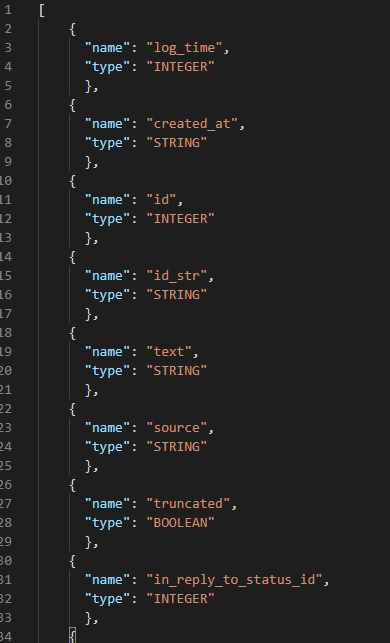 1 [
2 {
3 "name": "log_time",
4 "type": "INTEGER"
5 },
6 {
7 "name": "created_at",
8 "type": "STRING"
9 },
10 {
11 "name": "id",
12 "type": "INTEGER"
13 },
14 {
15 "name": "id_str",
16 "type": "STRING"
17 },
18 {
19 "name": "text",
20 "type": "STRING"
21 },
22 {
23 "name": "source",
24 "type": "STRING"
25 },
26 {
27 "name": "truncated",
28 "type": "BOOLEAN"
29 },
30 {
31 "name": "in_reply_to_status_id",
32 "type": "INTEGER"
33 },
34 {